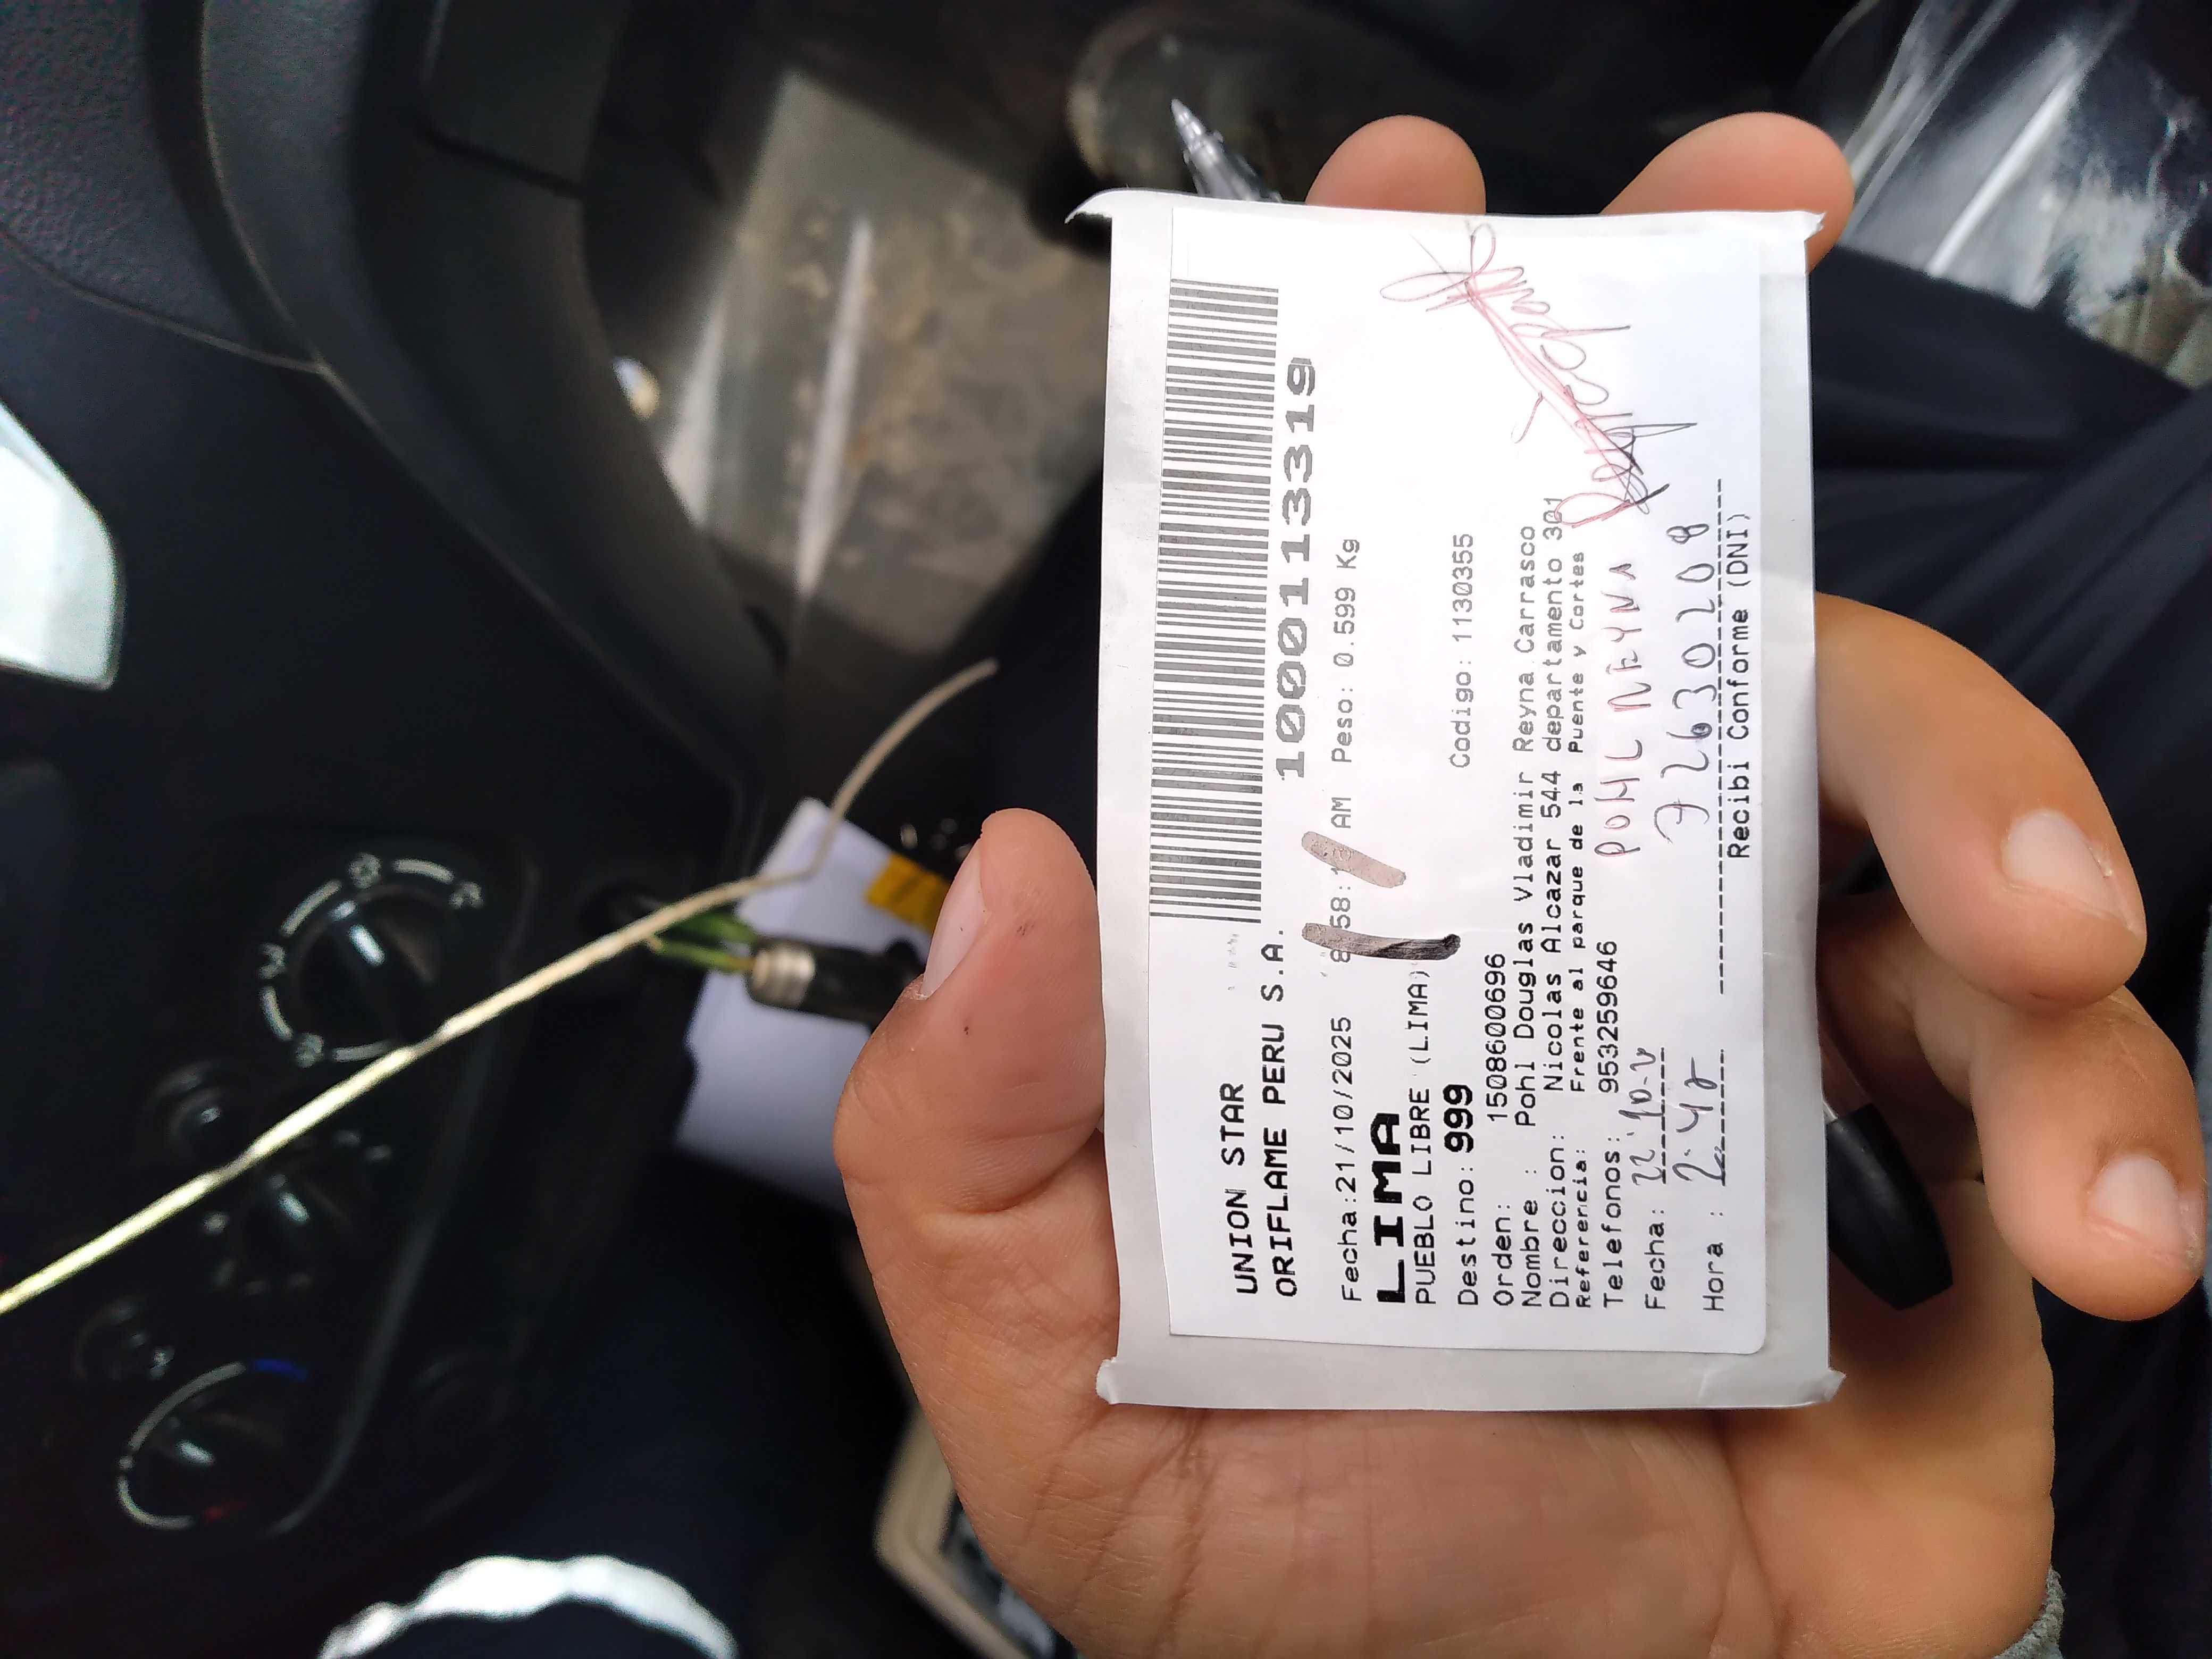 UNION STAR
ORIFLAME PERU S.A.
10001133319
Fecha:21/10/2025 AM Peso: 0.599 Kg
LIMA
PUEBLO LIBRE (LIMA)
Destino: 999 Codigo: 1130355
Orden: 1508600696
Nombre : Pohl Douglas Vladimir Reyna Carrasco
Direccion: Nicolas Alcazar 544 departamento 301
Referencia: Frente al parque de la Puente y Cortes
Telefonos: 953259646 POHL REYNA
Fecha:
72630208
Hora :
Recibi Conforme (DNI)